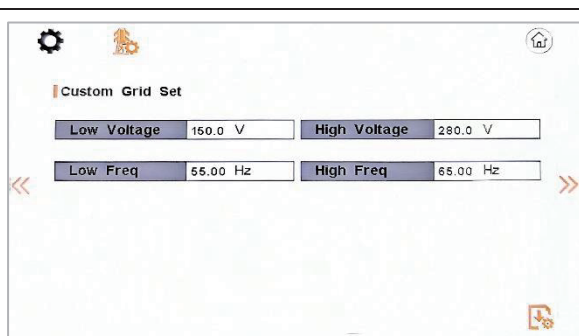 Custom Grid Set
Low Voltage 150.0 V High Voltage 280.0 V
Low Freq 55.00 Hz High Freq 65.00 Hz